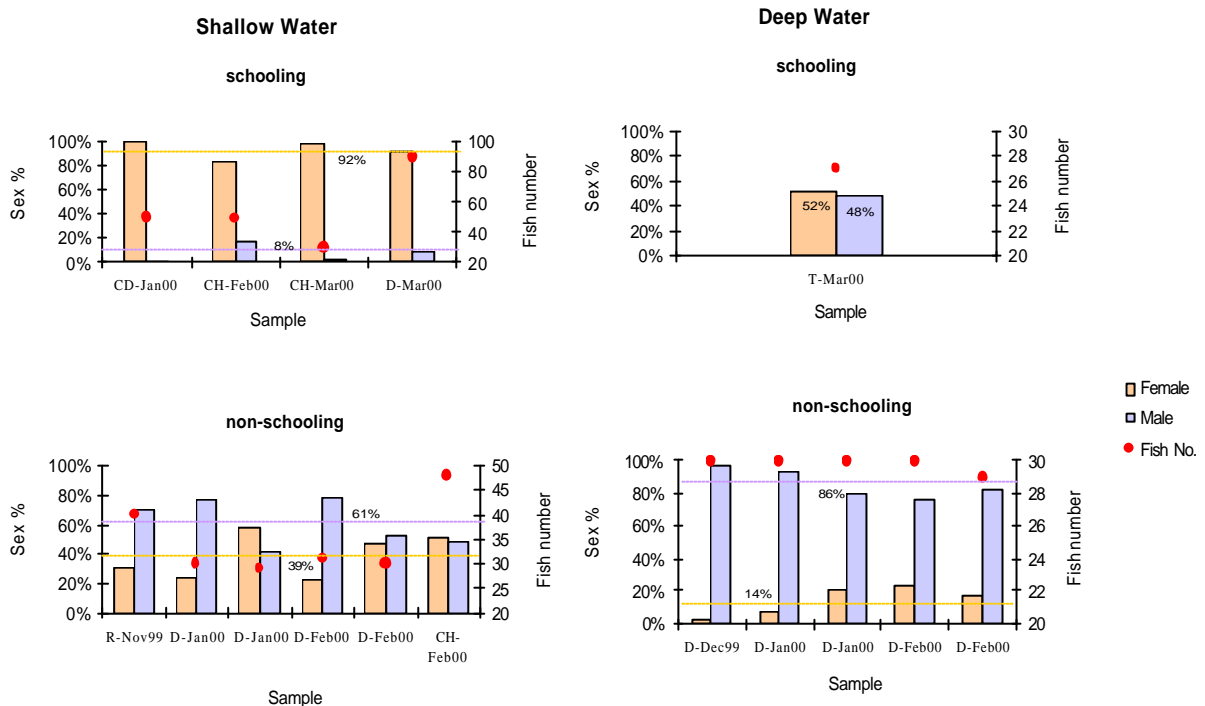 Shallow Water
schooling
Sex %
100%
80%
60%
40%
20%
0%
92%
8%
100
90
80
70
60
50
40
30
20
Fish number
CD-Jan00 CH-Feb00 CH-Mar00 D-Mar00
Sample
Deep Water
schooling
Sex %
100%
80%
60%
40%
20%
0%
52% 48%
30
28
26
24
22
20
Fish number
T-Mar00
Sample
non-schooling
Sex %
100%
80%
60%
40%
20%
0%
61%
39%
50
45
40
35
30
25
20
Fish number
R-Nov99 D-Jan00 D-Jan00 D-Feb00 D-Feb00 CH-
Feb00
Sample
non-schooling
Sex %
100%
80%
60%
40%
20%
0%
86%
14%
30
28
26
24
22
20
Fish number
D-Dec99 D-Jan00 D-Jan00 D-Feb00 D-Feb00
Sample
Female
Male
Fish No.